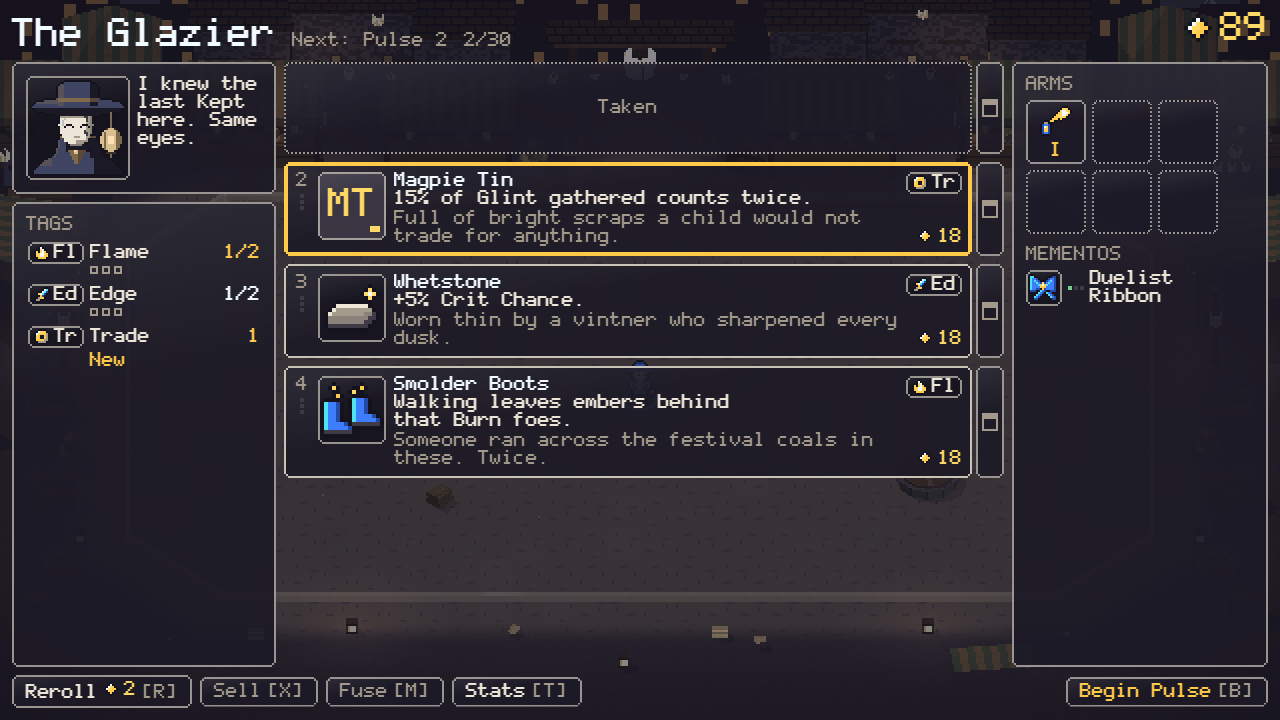 The Glazier
Next: Pulse 2 2/30
89
I knew the
last Kept
here. Same
eyes.
TAGS
Fl Flame 1/2
Ed Edge 1/2
Tr Trade 1
New
Taken
2
MT
Magpie Tin
Tr
15% of Glint gathered counts twice.
Full of bright scraps a child would not
trade for anything.
18
3
Whetstone
Ed
+5% Crit Chance.
Worn thin by a vintner who sharpened every
dusk.
18
4
Smolder Boots
Fl
Walking leaves embers behind
that Burn foes.
Someone ran across the festival coals in
these. Twice.
18
ARMS
I
MEMENTOS
Duelist
Ribbon
Reroll 2 [R]
Sell [X]
Fuse [M]
Stats [T]
Begin Pulse [B]